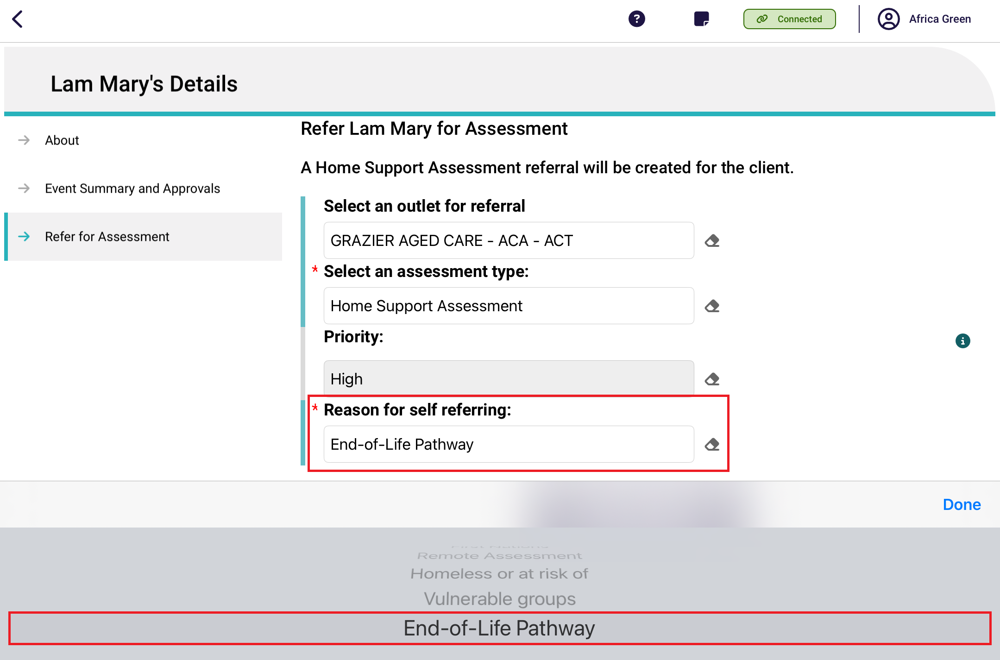 Connected
Africa Green
Lam Mary's Details
About
Event Summary and Approvals
Refer for Assessment
Refer Lam Mary for Assessment
A Home Support Assessment referral will be created for the client.
Select an outlet for referral
GRAZIER AGED CARE - ACA - ACT
* Select an assessment type:
Home Support Assessment
Priority:
High
* Reason for self referring:
End-of-Life Pathway
Done
Remote Assessment
Homeless or at risk of
Vulnerable groups
End-of-Life Pathway